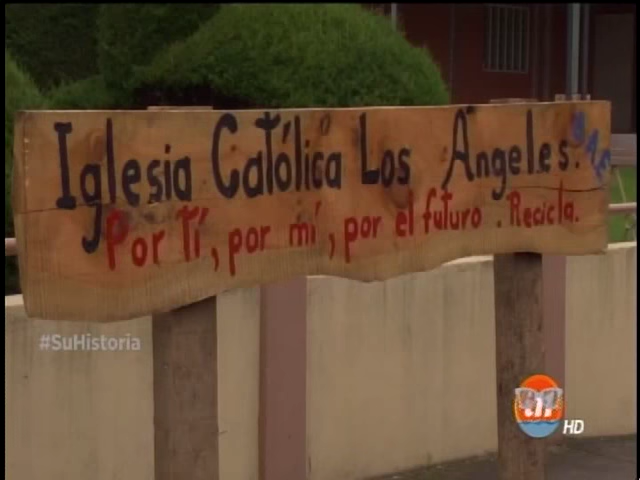 Iglesia Católica Los Ángeles.
Por tí, por mí, por el futuro. Recicla.
#SuHistoria
HD